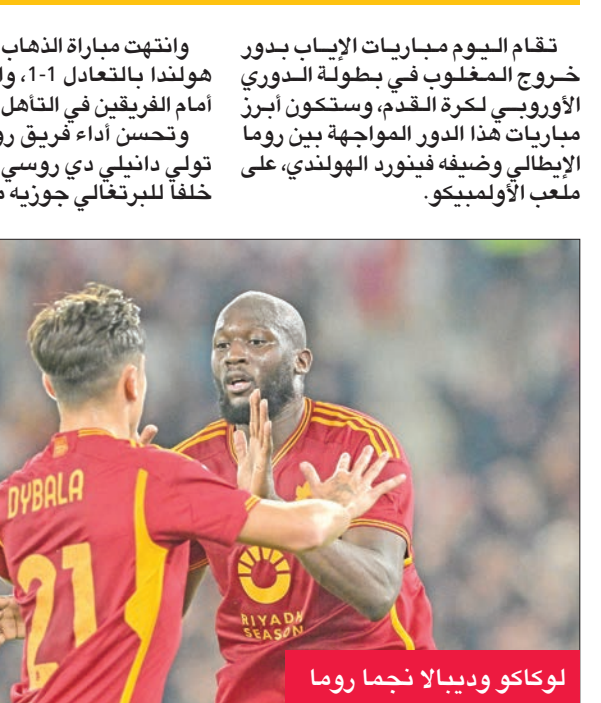 تقام اليوم مباريات الإياب بدور
خروج المغلوب في بطولة الدوري
الأوروبي لكرة القدم، وستكون أبرز
مباريات هذا الدور المواجهة بين روما
الإيطالي وضيفه فينورد الهولندي، على
ملعب الأولمبيكو.
وانتهت مباراة الذهاب
هولندا بالتعادل 1-1،
أمام الفريقين في التأهل
وتحسن أداء فريق
تولي دانيلي دي روسي
خلفاً للبرتغالي جوزيه
DYBALA
21
RIYADH
SEASON
لوكاكو وديبالا نجما روما